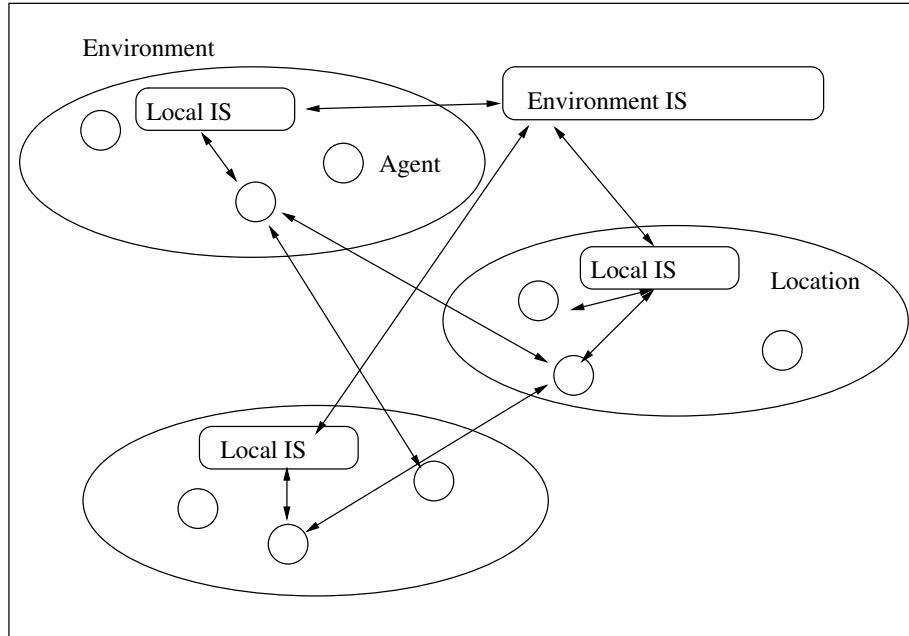 Environment
Local IS
Environment IS
Agent
Local IS
Location
Local IS